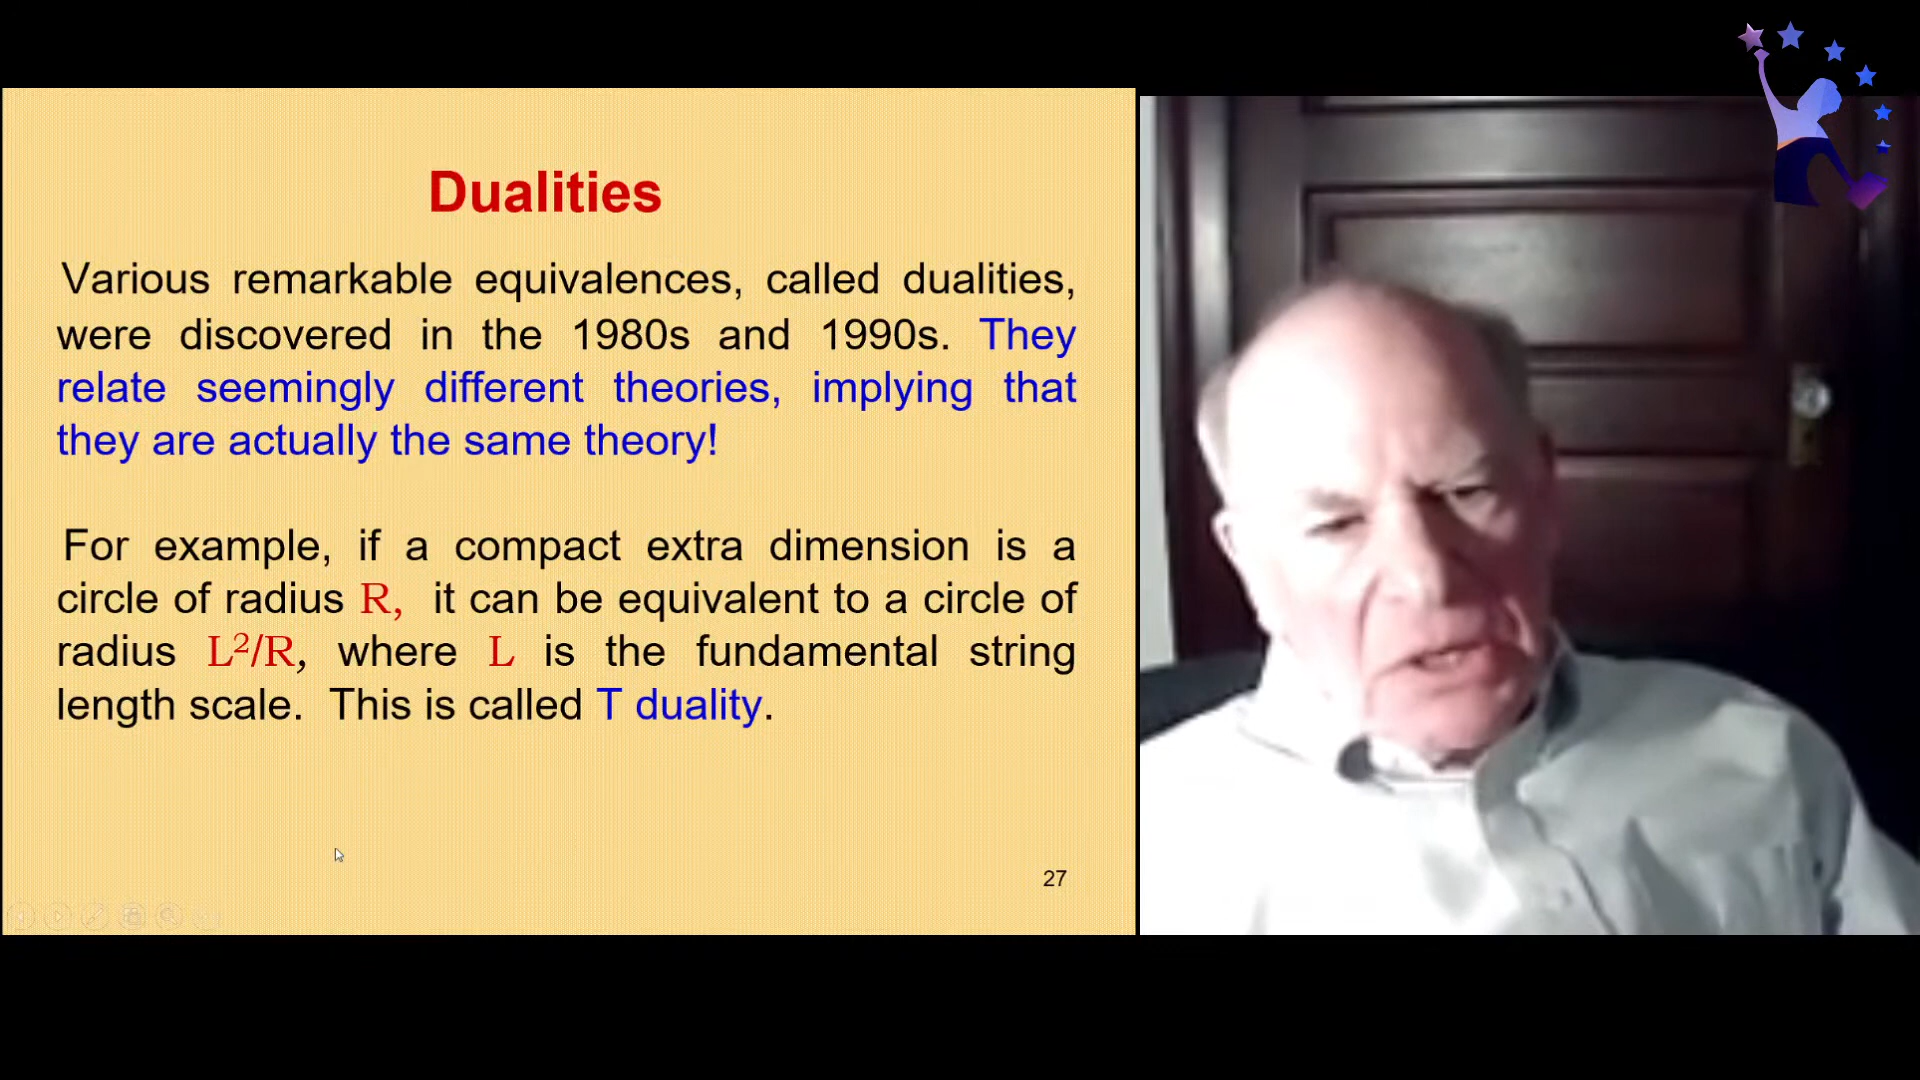 Dualities
Various remarkable equivalences, called dualities,
were discovered in the 1980s and 1990s. They
relate seemingly different theories, implying that
they are actually the same theory!
For example, if a compact extra dimension is a
circle of radius R, it can be equivalent to a circle of
radius L²/R, where L is the fundamental string
length scale. This is called T duality.
27